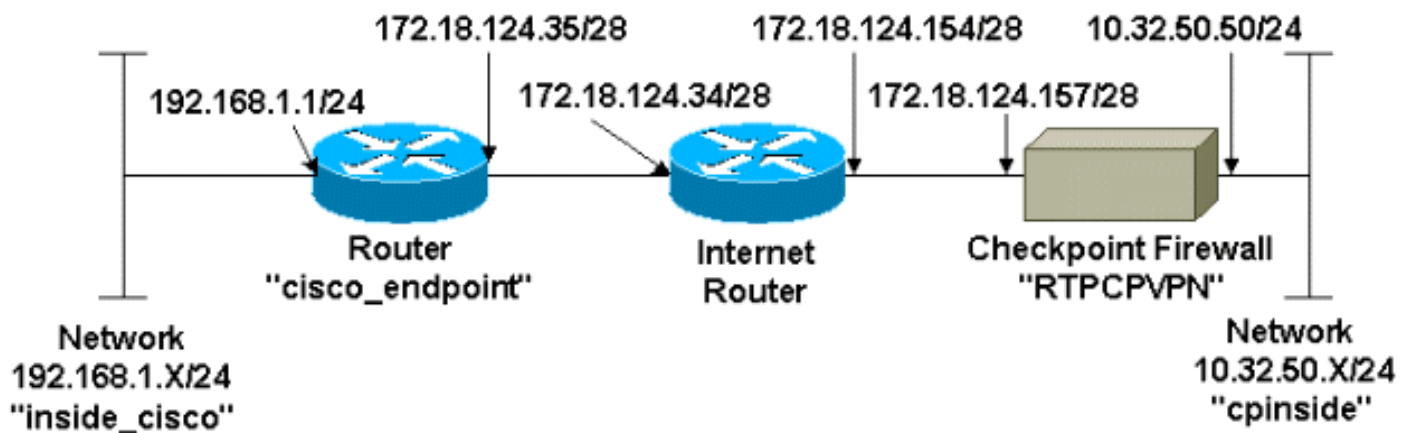 172.18.124.35/28
172.18.124.154/28
10.32.50.50/24
192.168.1.1/24
172.18.124.34/28
172.18.124.157/28
Router
"cisco_endpoint"
Internet
Router
Checkpoint Firewall
"RTPCPVPN"
Network
192.168.1.X/24
"inside_cisco"
Network
10.32.50.X/24
"cpinside"